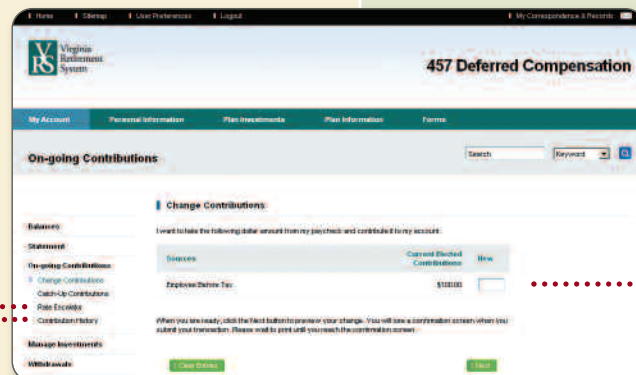 Home Sitemap User Preferences Logout My Correspondence & Records
Virginia
Retirement
System
VRS
457 Deferred Compensation
My Account Personal Information Plan Investments Plan Information Forms
On-going Contributions
Search Keyword
Change Contributions
Balances
I want to take the following dollar amount from my paycheck and contribute it to my account:
Statement
Sources Current Elected Contributions New
On-going Contributions
Change Contributions
Employee Before Tax $100.00
Catch-Up Contributions
Rate Escalator
Contribution History
When you are ready, click the Next button to preview your change. You will see a confirmation screen when you
submit your transaction. Please wait to print until you reach the confirmation screen.
Manage Investments
Withdrawals
Clear Entries Next